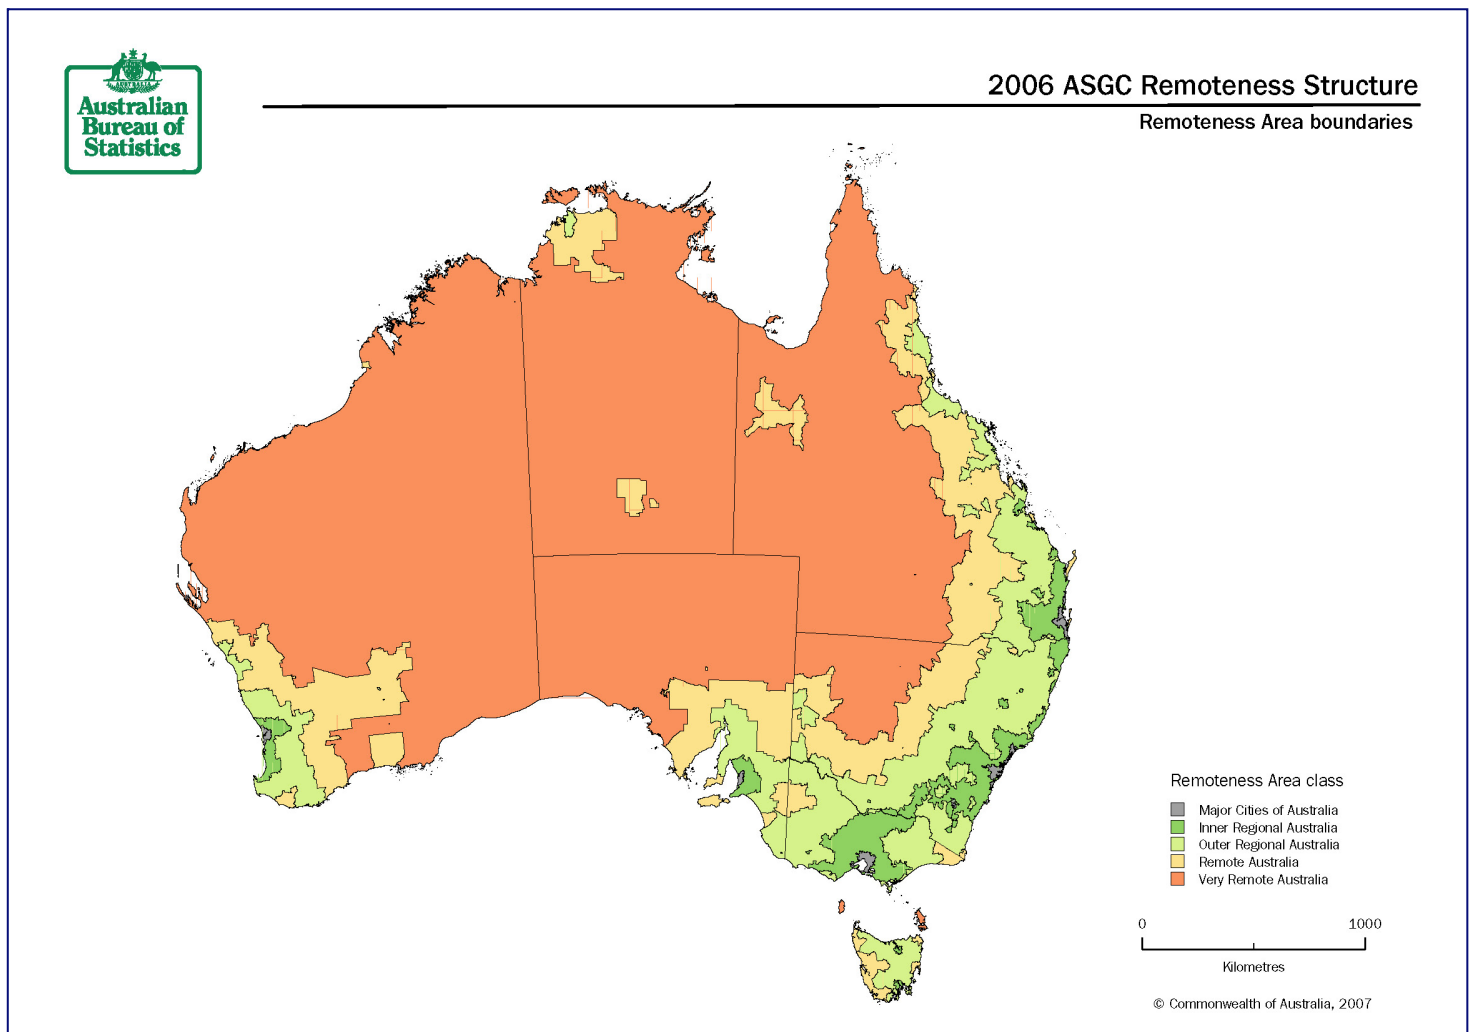 AUSTRALIA
Australian
Bureau of
Statistics
2006 ASGC Remoteness Structure
Remoteness Area boundaries
Remoteness Area class
Major Cities of Australia
Inner Regional Australia
Outer Regional Australia
Remote Australia
Very Remote Australia
0 1000
Kilometres
© Commonwealth of Australia, 2007